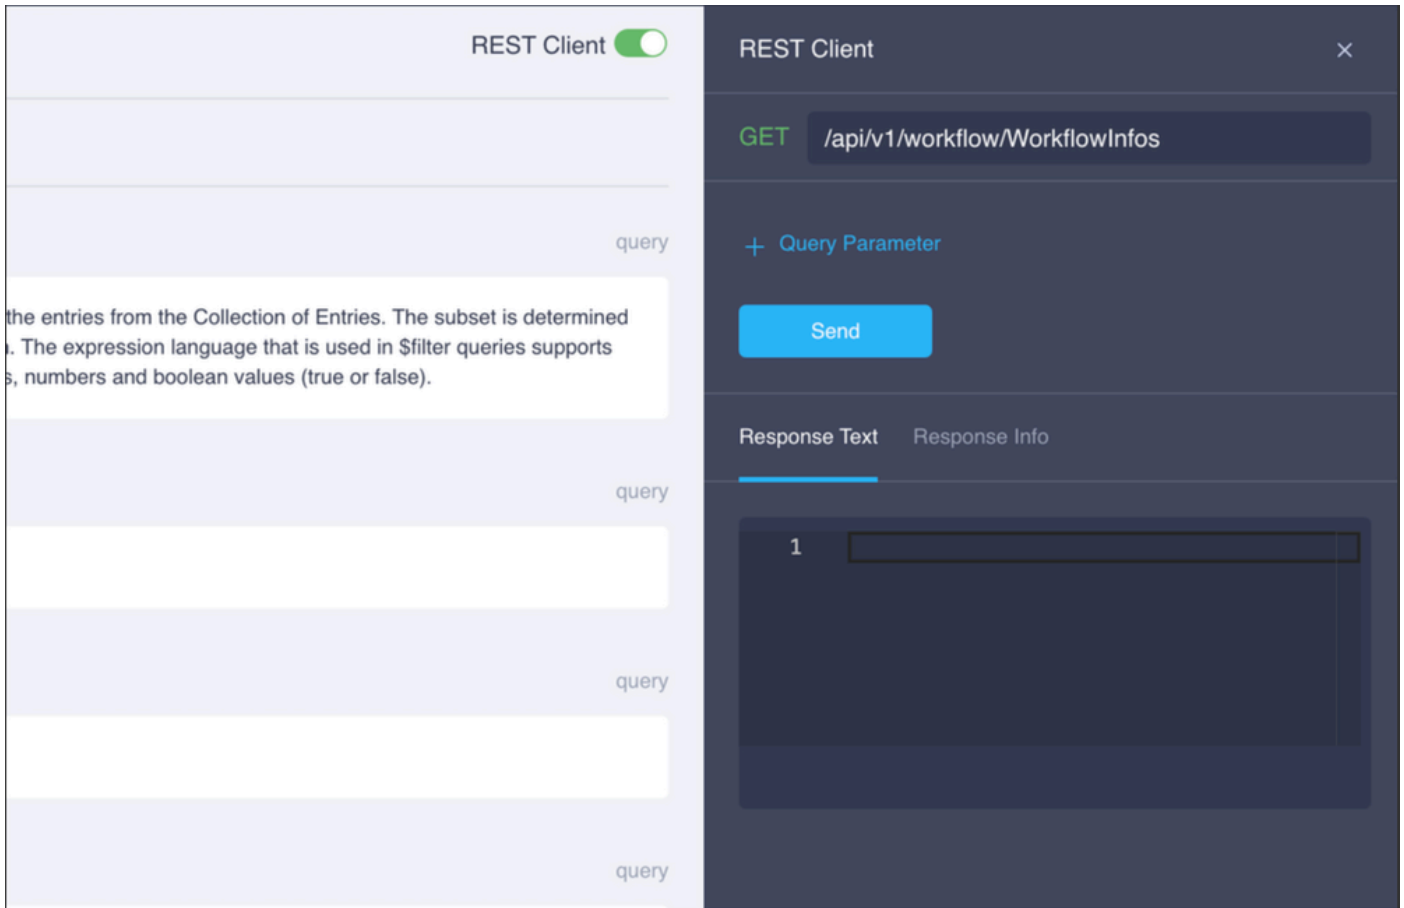 REST Client
query
the entries from the Collection of Entries. The subset is determined
. The expression language that is used in $filter queries supports
s, numbers and boolean values (true or false).
query
query
query
REST Client
GET /api/v1/workflow/WorkflowInfos
+ Query Parameter
Send
Response Text Response Info
1